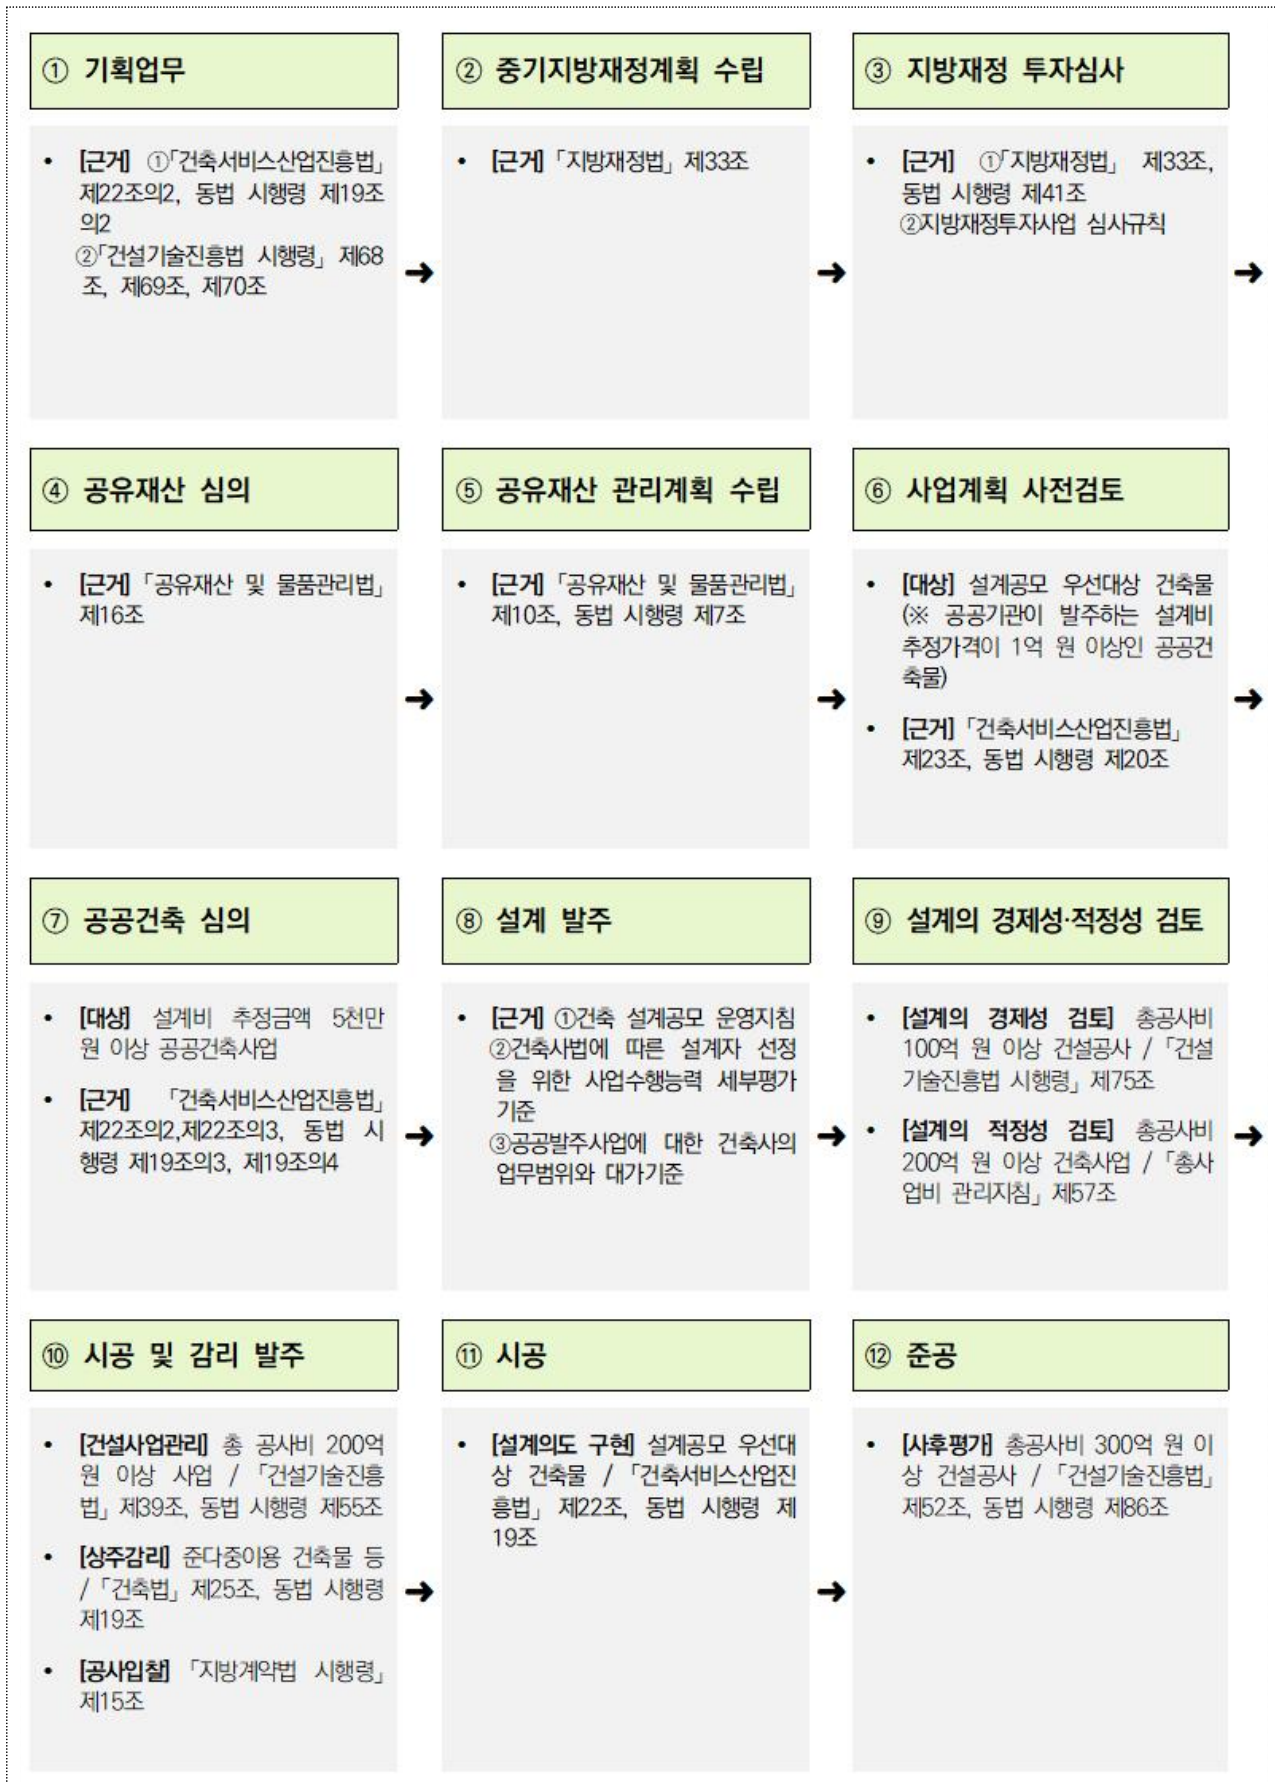 ① 기획업무
• [근거] ①「건축서비스산업진흥법」
제22조의2, 동법 시행령 제19조
의2
②「건설기술진흥법 시행령」 제68
조, 제69조, 제70조
➜
② 중기지방재정계획 수립
• [근거]「지방재정법」 제33조
➜
③ 지방재정 투자심사
• [근거] ①「지방재정법」 제33조,
동법 시행령 제41조
②지방재정투자사업 심사규칙
➜
④ 공유재산 심의
• [근거]「공유재산 및 물품관리법」
제16조
➜
⑤ 공유재산 관리계획 수립
• [근거]「공유재산 및 물품관리법」
제10조, 동법 시행령 제7조
➜
⑥ 사업계획 사전검토
• [대상] 설계공모 우선대상 건축물
(※ 공공기관이 발주하는 설계비
추정가격이 1억 원 이상인 공공건
축물)
• [근거]「건축서비스산업진흥법」
제23조, 동법 시행령 제20조
➜
⑦ 공공건축 심의
• [대상] 설계비 추정금액 5천만
원 이상 공공건축사업
• [근거] 「건축서비스산업진흥법」
제22조의2,제22조의3, 동법 시
행령 제19조의3, 제19조의4
➜
⑧ 설계 발주
• [근거] ①건축 설계공모 운영지침
②건축사법에 따른 설계자 선정
을 위한 사업수행능력 세부평가
기준
③공공발주사업에 대한 건축사의
업무범위와 대가기준
➜
⑨ 설계의 경제성·적정성 검토
• [설계의 경제성 검토] 총공사비
100억 원 이상 건설공사 /「건설
기술진흥법 시행령」제75조
• [설계의 적정성 검토] 총공사비
200억 원 이상 건축사업 /「총사
업비 관리지침」제57조
➜
⑩ 시공 및 감리 발주
• [건설사업관리] 총 공사비 200억
원 이상 사업 /「건설기술진흥
법」제39조, 동법 시행령 제55조
• [상주감리] 준다중이용 건축물 등
/「건축법」제25조, 동법 시행령
제19조
• [공사입찰] 「지방계약법 시행령」
제15조
➜
⑪ 시공
• [설계의도 구현] 설계공모 우선대
상 건축물 /「건축서비스산업진
흥법」 제22조, 동법 시행령 제
19조
➜
⑫ 준공
• [사후평가] 총공사비 300억 원 이
상 건설공사 /「건설기술진흥법」
제52조, 동법 시행령 제86조